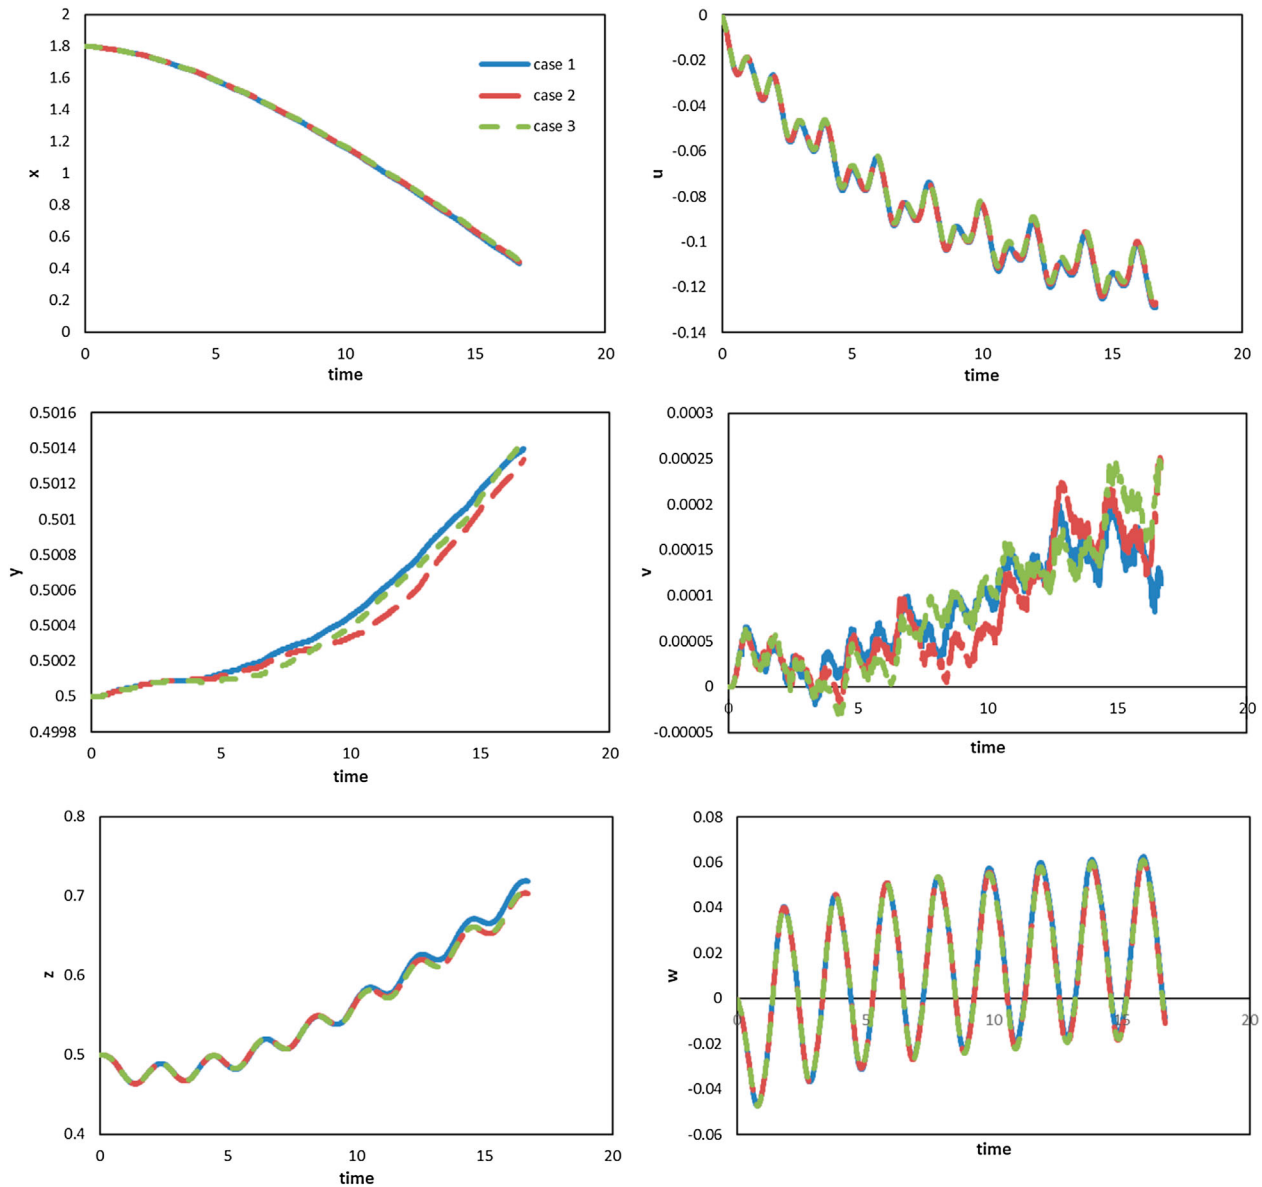 2
1.8
1.6
1.4
1.2
1
0.8
0.6
0.4
0.2
0
x
0 5 10 15 20
time
case 1
case 2
case 3
0
-0.02
-0.04
-0.06
-0.08
-0.1
-0.12
-0.14
u
0 5 10 15 20
time
0.5016
0.5014
0.5012
0.501
0.5008
0.5006
0.5004
0.5002
0.5
0.4998
y
0 5 10 15 20
time
0.0003
0.00025
0.0002
0.00015
0.0001
0.00005
0
-0.00005
v
0 5 10 15 20
time
0.8
0.7
0.6
0.5
0.4
z
0 5 10 15 20
time
0.08
0.06
0.04
0.02
0
-0.02
-0.04
-0.06
w
0 5 10 15 20
time